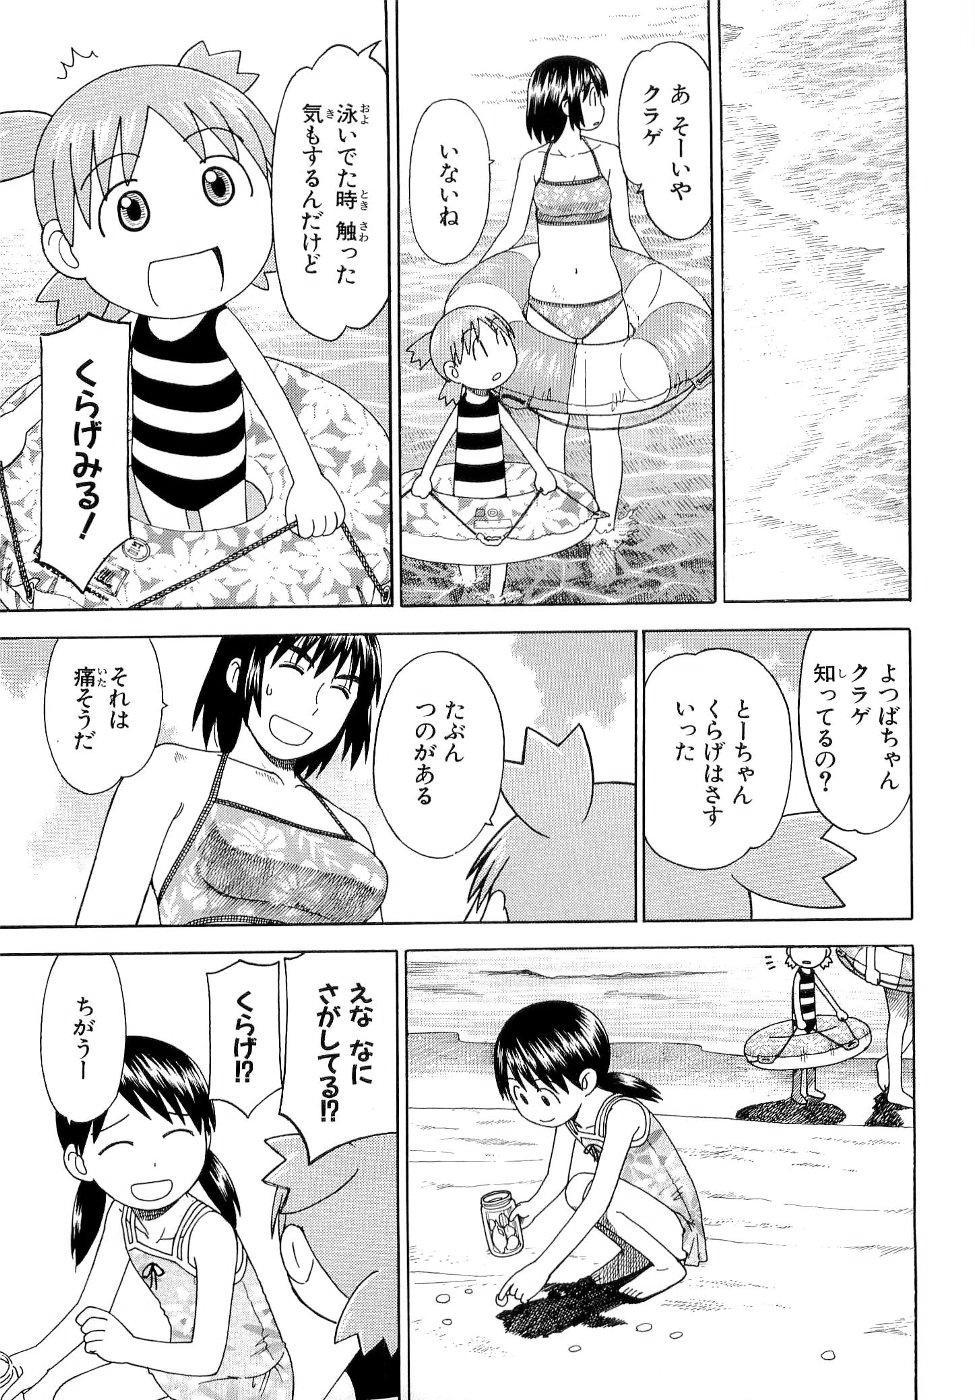 あ そーいや
クラゲ
いないね
泳いでた時 触った
気もするんだけど
くらげみる！
よつばちゃん
クラゲ
知ってるの？
とーちゃん
くらげはさす
いった
たぶん
つのがある
それは
痛そうだ
えな なに
さがしてる!?
くらげ!?
ちがうー